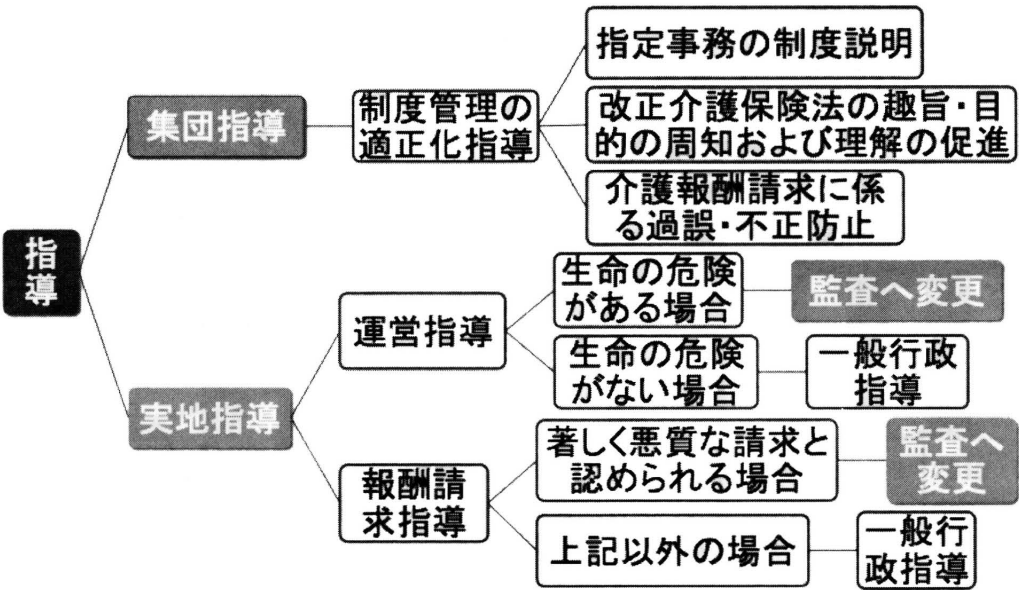 指
導
集団指導
制度管理の
適正化指導
指定事務の制度説明
改正介護保険法の趣旨・目
的の周知および理解の促進
介護報酬請求に係
る過誤・不正防止
実地指導
運営指導
生命の危険
がある場合
監査へ変更
生命の危険
がない場合
一般行政
指導
報酬請
求指導
著しく悪質な請求と
認められる場合
監査へ
変更
上記以外の場合
一般行
政指導